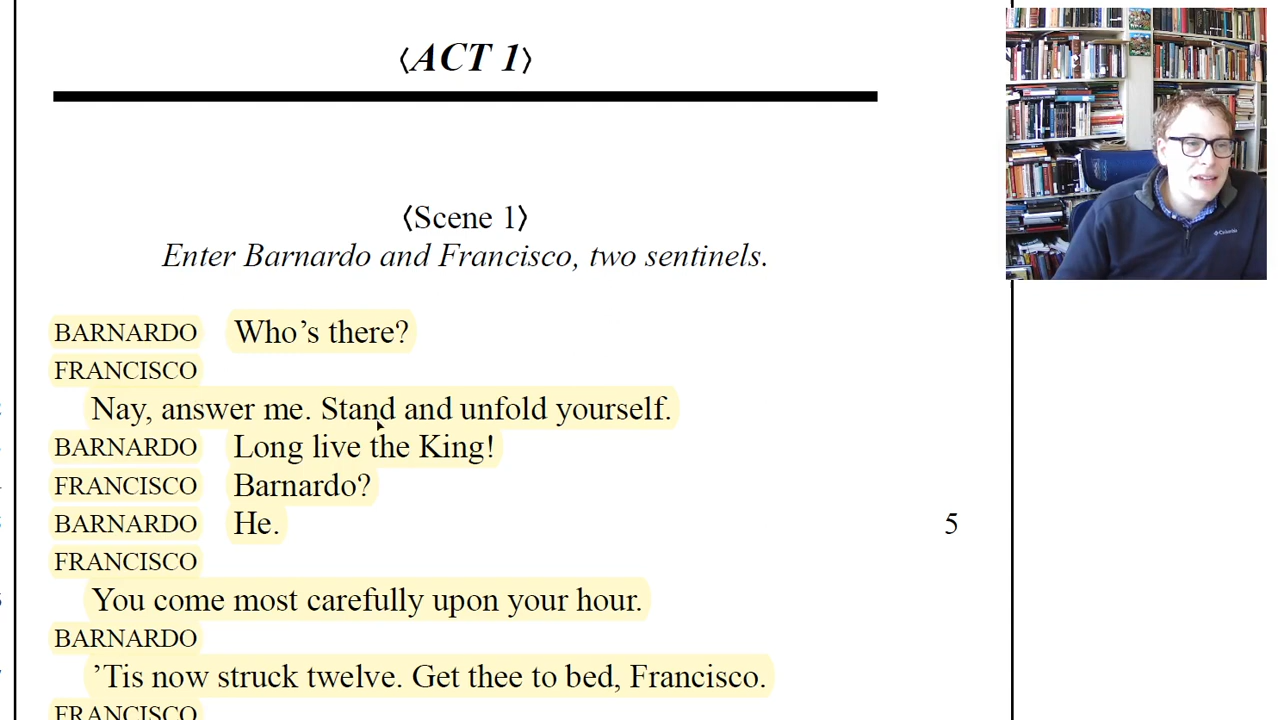 ⟨ACT 1⟩
⟨Scene 1⟩
Enter Barnardo and Francisco, two sentinels.
BARNARDO Who’s there?
FRANCISCO
Nay, answer me. Stand and unfold yourself.
BARNARDO Long live the King!
FRANCISCO Barnardo?
BARNARDO He. 5
FRANCISCO
You come most carefully upon your hour.
BARNARDO
’Tis now struck twelve. Get thee to bed, Francisco.
FRANCISCO
Columbia